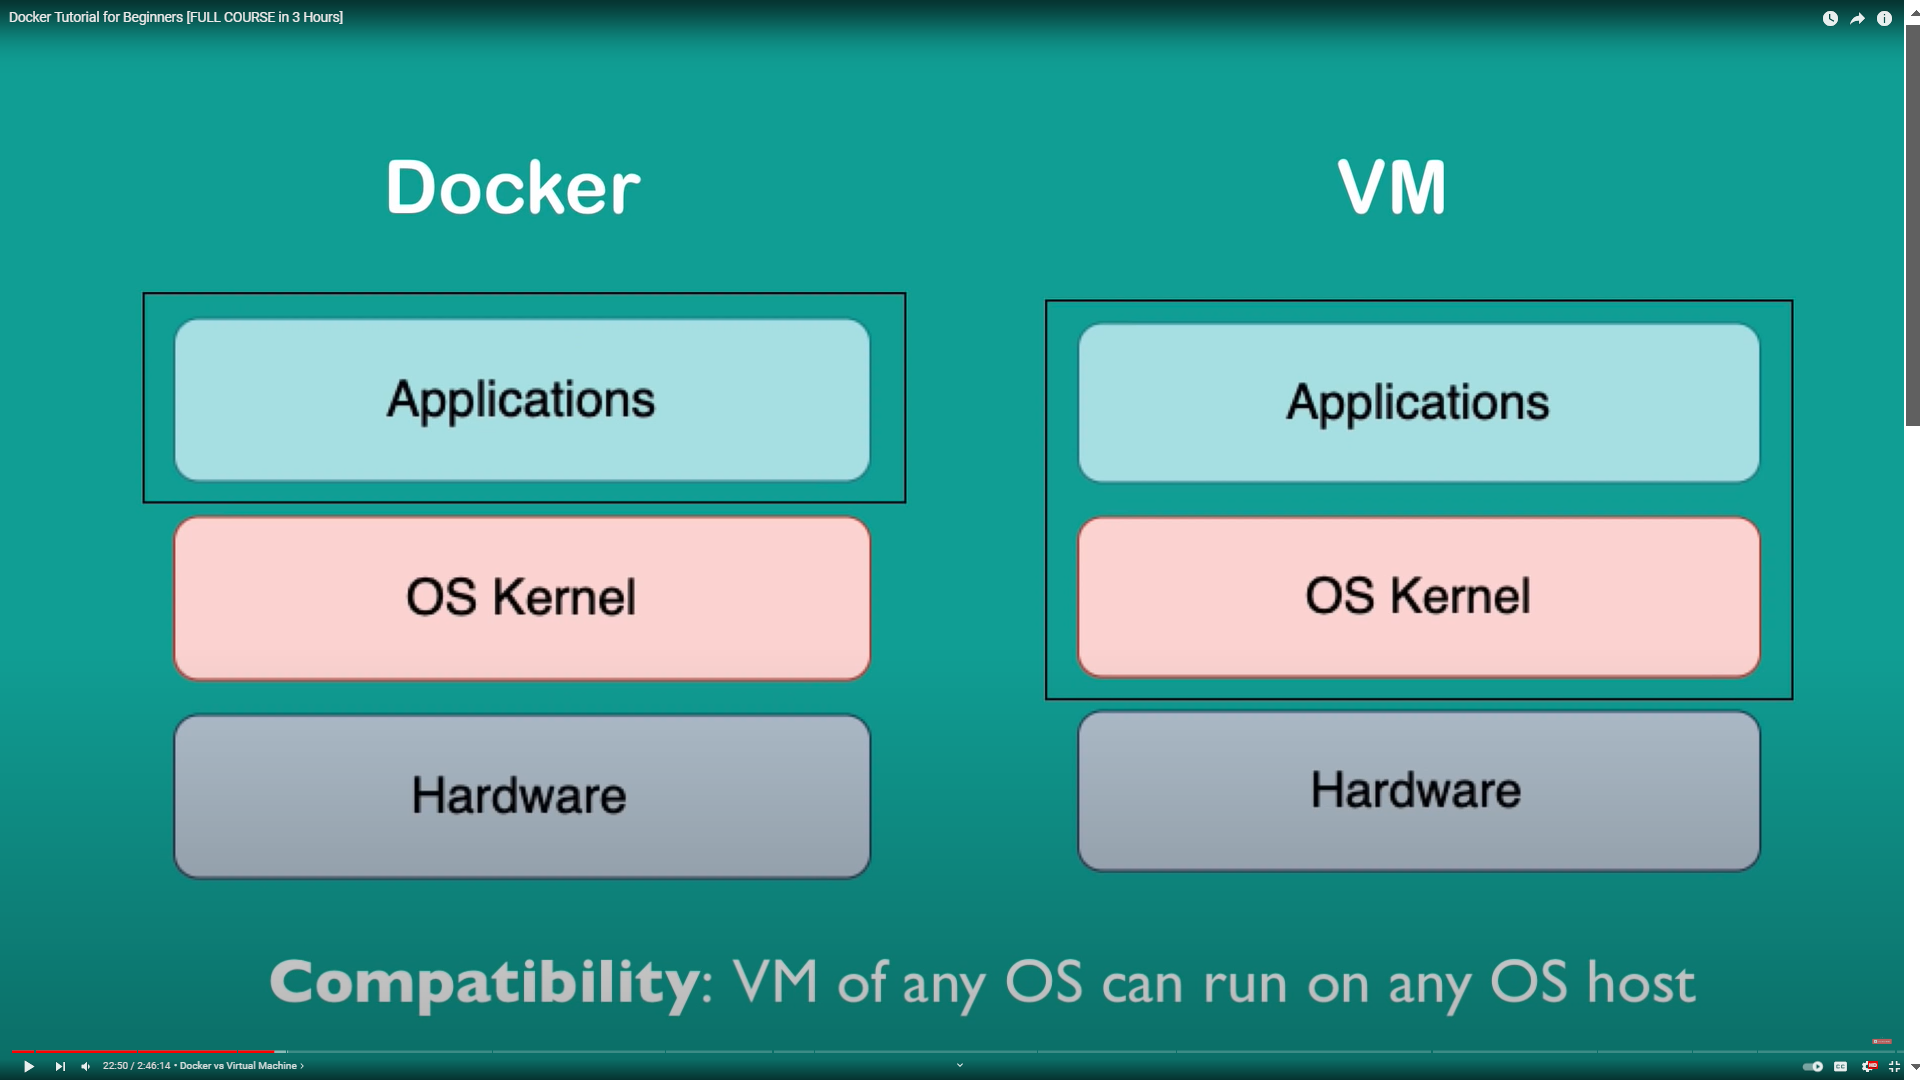 Docker Tutorial for Beginners [FULL COURSE in 3 Hours]
Docker
VM
Applications
Applications
OS Kernel
OS Kernel
Hardware
Hardware
Compatibility: VM of any OS can run on any OS host
22:50 / 2:46:14 • Docker vs Virtual Machine ›
CC
HD